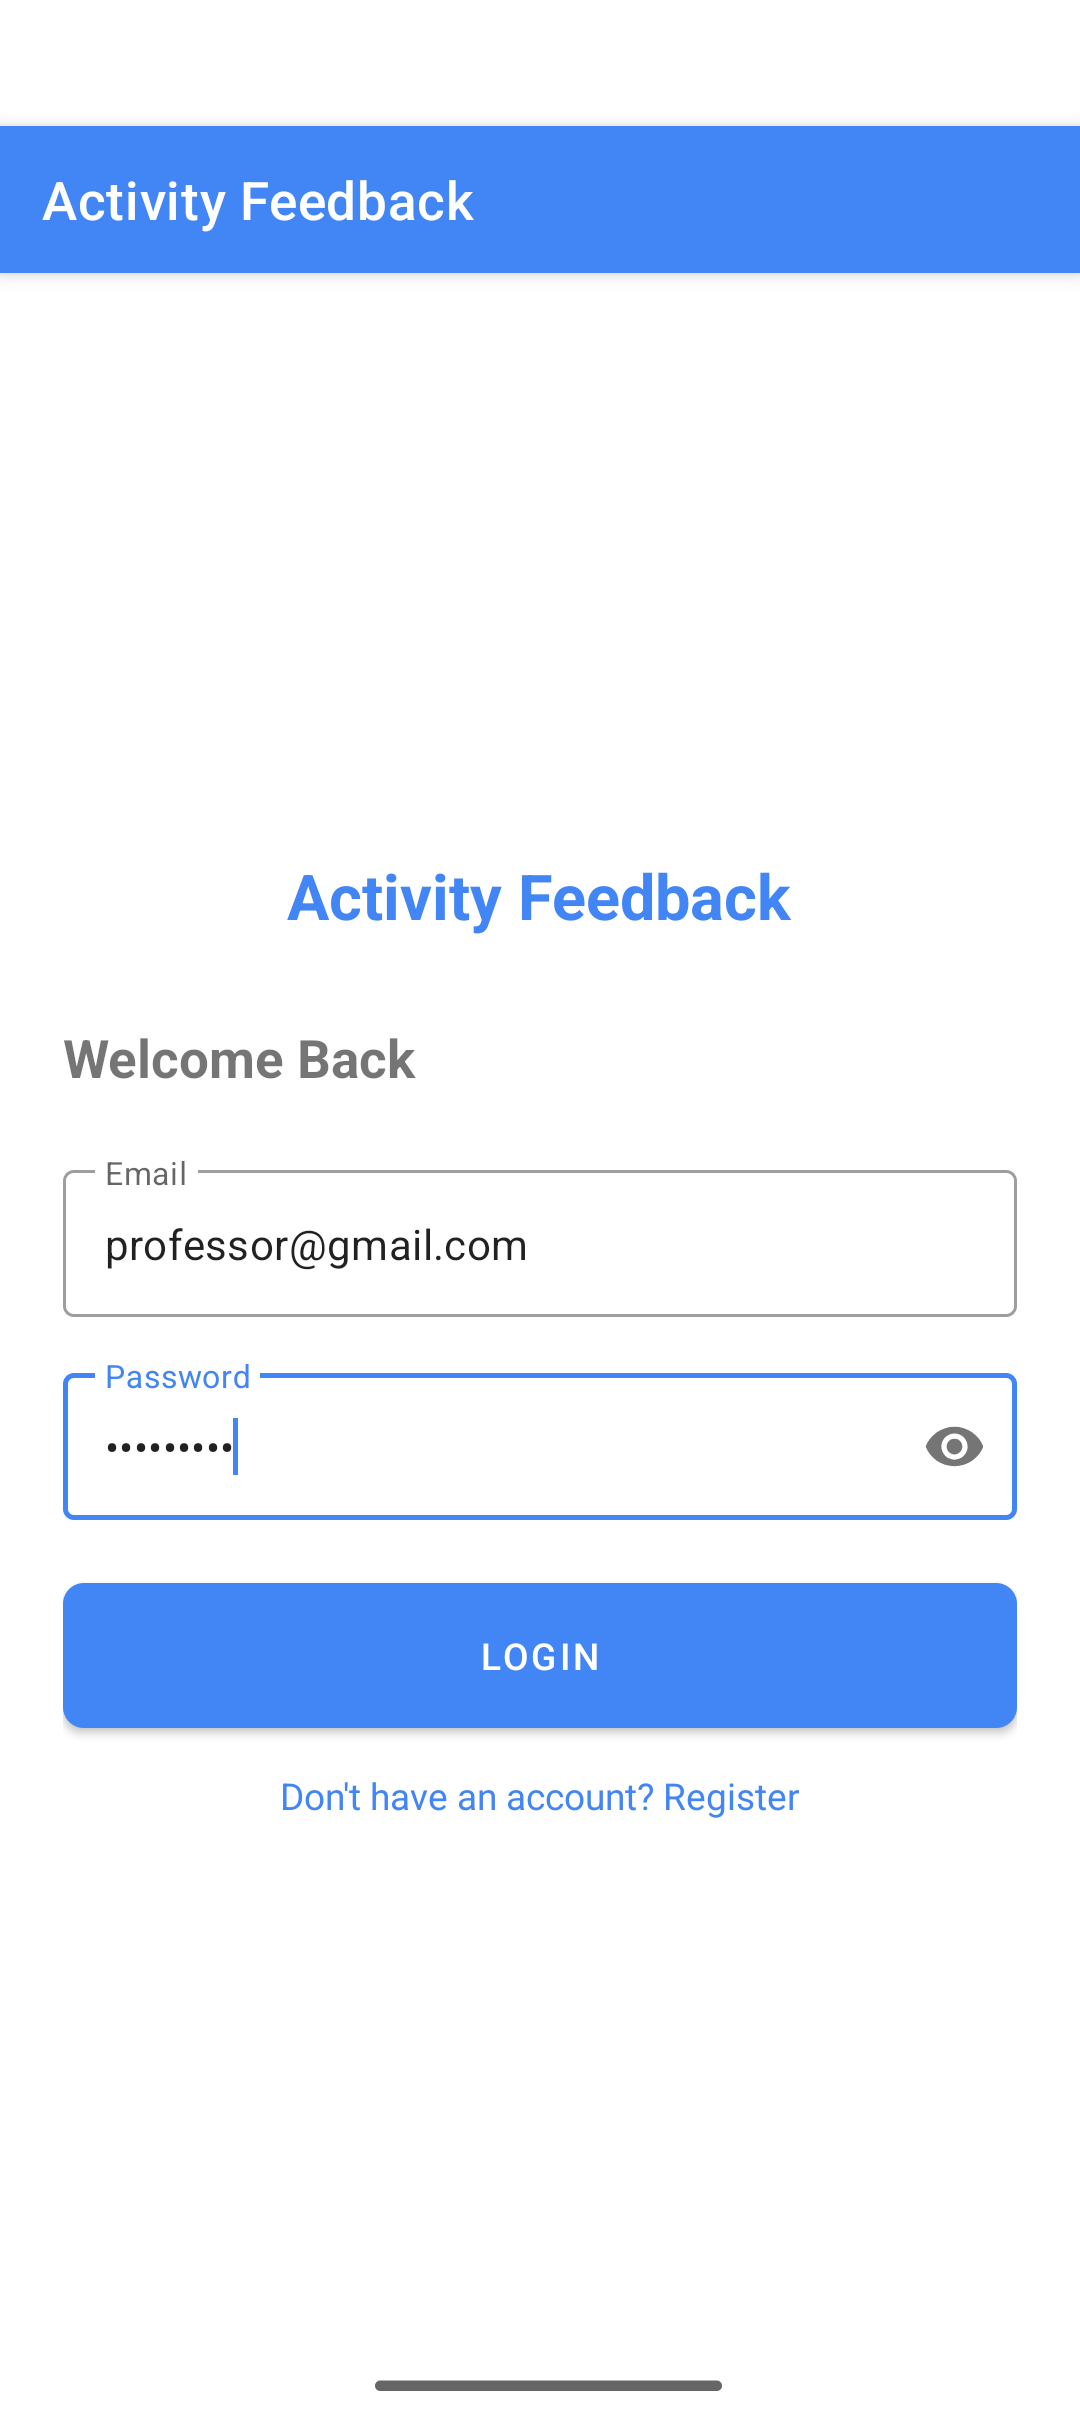 Activity Feedback
Activity Feedback
Welcome Back
Email
professor@gmail.com
Password
•••••••••
LOGIN
Don't have an account? Register